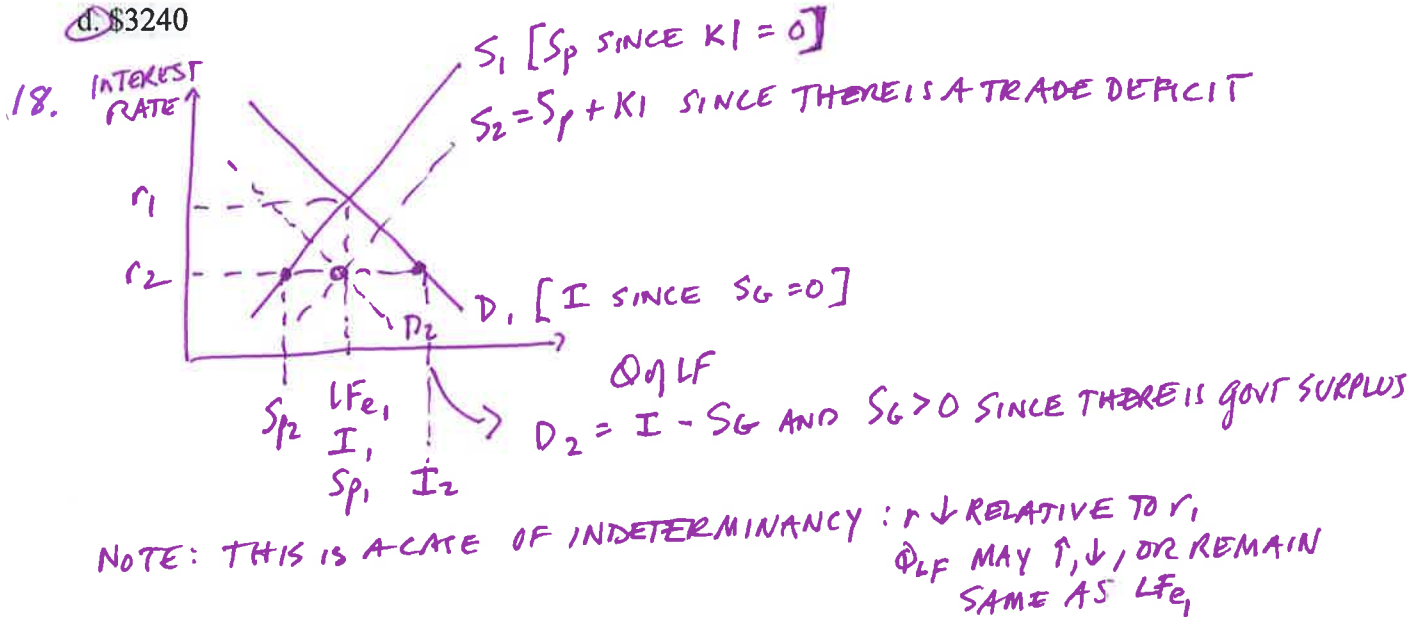 d. $3240
18. INTEREST
RATE
S₁ [Sp SINCE KI = 0]
S₂ = Sp + KI SINCE THERE IS A TRADE DEFICIT
r₁
r₂
D₁ [I SINCE SG = 0]
D₂
Q of LF
Sp₂ LFe₁
I₁
Sp₁ I₂
D₂ = I - SG AND SG > 0 SINCE THERE IS govt SURPLUS
NOTE: THIS IS A CASE OF INDETERMINANCY: r ↓ RELATIVE TO r₁
QLF MAY ↑, ↓, OR REMAIN
SAME AS LFe₁